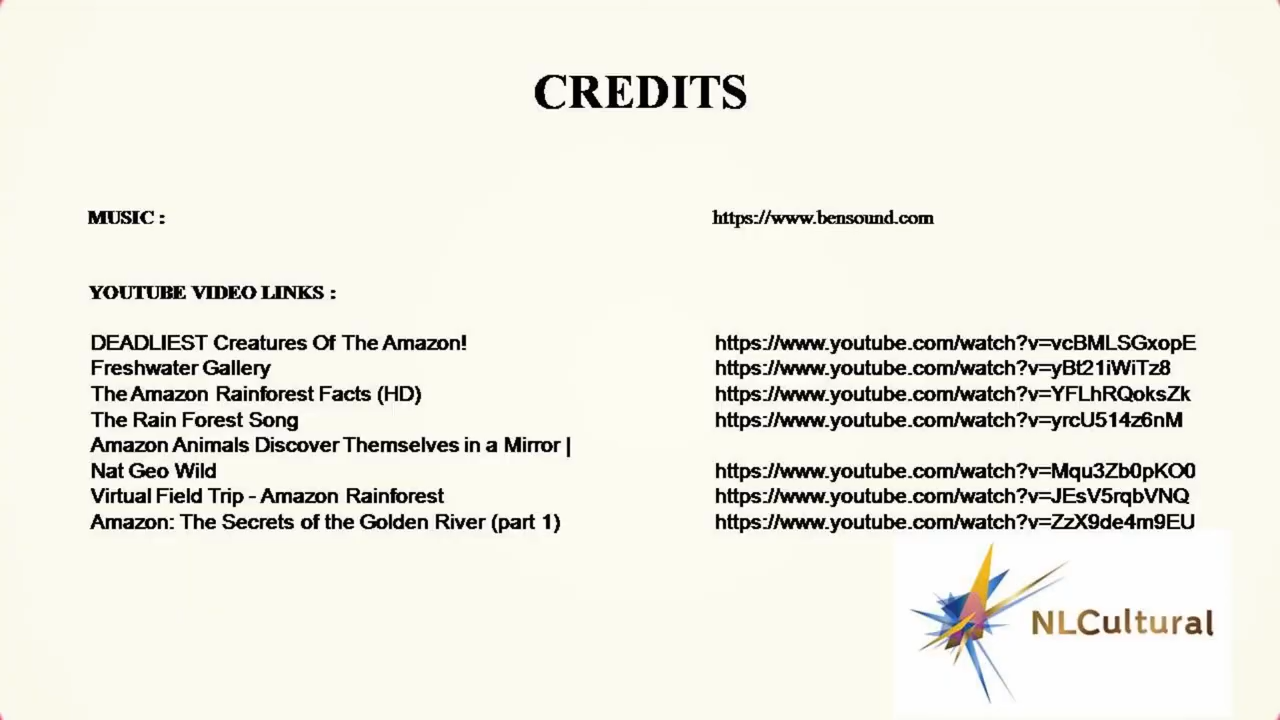 CREDITS
MUSIC : https://www.bensound.com
YOUTUBE VIDEO LINKS :
DEADLIEST Creatures Of The Amazon! https://www.youtube.com/watch?v=vcBMLSGxopE
Freshwater Gallery https://www.youtube.com/watch?v=yBt21iWiTz8
The Amazon Rainforest Facts (HD) https://www.youtube.com/watch?v=YFLhRQoksZk
The Rain Forest Song https://www.youtube.com/watch?v=yrcU514z6nM
Amazon Animals Discover Themselves in a Mirror |
Nat Geo Wild https://www.youtube.com/watch?v=Mqu3Zb0pKO0
Virtual Field Trip - Amazon Rainforest https://www.youtube.com/watch?v=JEsV5rqbVNQ
Amazon: The Secrets of the Golden River (part 1) https://www.youtube.com/watch?v=ZzX9de4m9EU
NLCultural